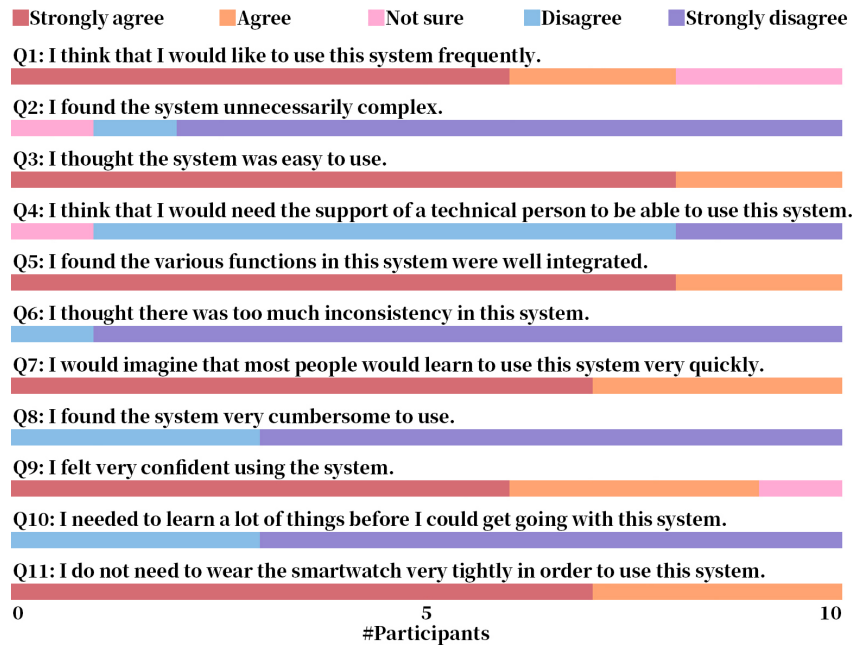 Strongly agree Agree Not sure Disagree Strongly disagree
Q1: I think that I would like to use this system frequently.
Q2: I found the system unnecessarily complex.
Q3: I thought the system was easy to use.
Q4: I think that I would need the support of a technical person to be able to use this system.
Q5: I found the various functions in this system were well integrated.
Q6: I thought there was too much inconsistency in this system.
Q7: I would imagine that most people would learn to use this system very quickly.
Q8: I found the system very cumbersome to use.
Q9: I felt very confident using the system.
Q10: I needed to learn a lot of things before I could get going with this system.
Q11: I do not need to wear the smartwatch very tightly in order to use this system.
0 5 10
#Participants